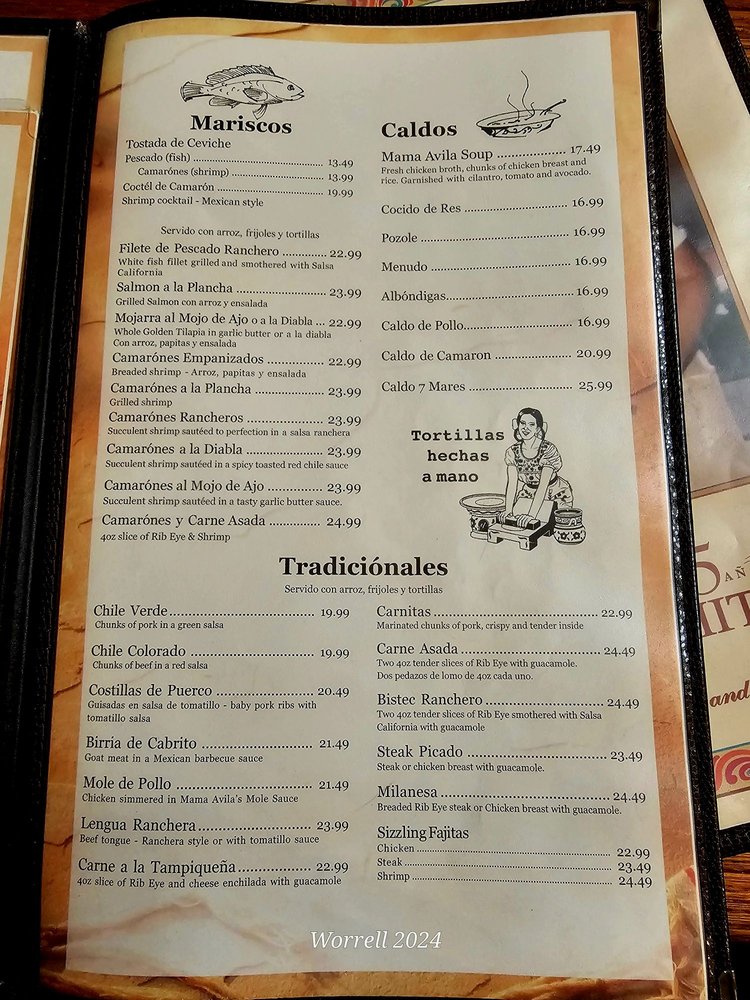 Mariscos
Tostada de Ceviche
Pescado (fish) ........ 13.49
Camarónes (shrimp) ........ 13.99
Coctél de Camarón ........ 19.99
Shrimp cocktail - Mexican style
Servido con arroz, frijoles y tortillas
Filete de Pescado Ranchero ........ 22.99
White fish fillet grilled and smothered with Salsa
California
Salmon a la Plancha ........ 23.99
Grilled Salmon con arroz y ensalada
Mojarra al Mojo de Ajo o a la Diabla ... 22.99
Whole Golden Tilapia in garlic butter or a la diabla
Con arroz, papitas y ensalada
Camarónes Empanizados ........ 22.99
Breaded shrimp - Arroz, papitas y ensalada
Camarónes a la Plancha ........ 23.99
Grilled shrimp
Camarónes Rancheros ........ 23.99
Succulent shrimp sautéed to perfection in a salsa ranchera
Camarónes a la Diabla ........ 23.99
Succulent shrimp sautéed in a spicy toasted red chile sauce
Camarónes al Mojo de Ajo ........ 23.99
Succulent shrimp sautéed in a tasty garlic butter sauce.
Camarónes y Carne Asada ........ 24.99
4oz slice of Rib Eye & Shrimp
Caldos
Mama Avila Soup ........ 17.49
Fresh chicken broth, chunks of chicken breast and
rice. Garnished with cilantro, tomato and avocado.
Cocido de Res ........ 16.99
Pozole ........ 16.99
Menudo ........ 16.99
Albóndigas ........ 16.99
Caldo de Pollo ........ 16.99
Caldo de Camaron ........ 20.99
Caldo 7 Mares ........ 25.99
Tortillas
hechas
a mano
Tradiciónales
Servido con arroz, frijoles y tortillas
Chile Verde ........ 19.99
Chunks of pork in a green salsa
Chile Colorado ........ 19.99
Chunks of beef in a red salsa
Costillas de Puerco ........ 20.49
Guisadas en salsa de tomatillo - baby pork ribs with
tomatillo salsa
Birria de Cabrito ........ 21.49
Goat meat in a Mexican barbecue sauce
Mole de Pollo ........ 21.49
Chicken simmered in Mama Avila's Mole Sauce
Lengua Ranchera ........ 23.99
Beef tongue - Ranchera style or with tomatillo sauce
Carne a la Tampiqueña ........ 22.99
4oz slice of Rib Eye and cheese enchilada with guacamole
Carnitas ........ 22.99
Marinated chunks of pork, crispy and tender inside
Carne Asada ........ 24.49
Two 4oz tender slices of Rib Eye with guacamole.
Dos pedazos de lomo de 4oz cada uno.
Bistec Ranchero ........ 24.49
Two 4oz tender slices of Rib Eye smothered with Salsa
California with guacamole
Steak Picado ........ 23.49
Steak or chicken breast with guacamole.
Milanesa ........ 24.49
Breaded Rib Eye steak or Chicken breast with guacamole.
Sizzling Fajitas
Chicken ........ 22.99
Steak ........ 23.49
Shrimp ........ 24.49
Worrell 2024
and